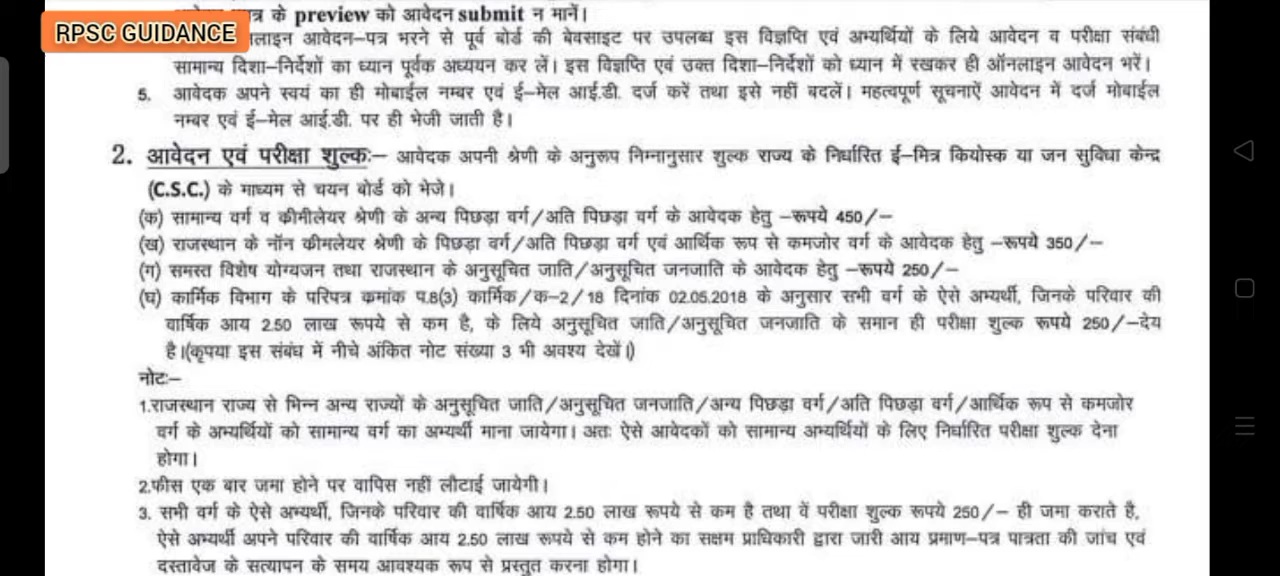 पत्र के preview को आवेदन submit न मानें।
RPSC GUIDANCE
लाइन आवेदन–पत्र भरने से पूर्व बोर्ड की बेवसाइट पर उपलब्ध इस विज्ञप्ति एवं अभ्यर्थियों के लिये आवेदन व परीक्षा संबंधी
सामान्य दिशा–निर्देशों का ध्यान पूर्वक अध्ययन कर लें। इस विज्ञप्ति एवं उक्त दिशा–निर्देशों को ध्यान में रखकर ही ऑनलाइन आवेदन भरें।
5. आवेदक अपने स्वयं का ही मोबाईल नम्बर एवं ई–मेल आई.डी. दर्ज करें तथा इसे नहीं बदलें। महत्वपूर्ण सूचनाऐं आवेदन में दर्ज मोबाईल
नम्बर एवं ई–मेल आई.डी. पर ही भेजी जाती है।
2. आवेदन एवं परीक्षा शुल्कः– आवेदक अपनी श्रेणी के अनुरूप निम्नानुसार शुल्क राज्य के निर्धारित ई–मित्र कियोस्क या जन सुविधा केन्द्र
(C.S.C.) के माध्यम से चयन बोर्ड को भेजे।
(क) सामान्य वर्ग व क्रीमीलेयर श्रेणी के अन्य पिछड़ा वर्ग/अति पिछड़ा वर्ग के आवेदक हेतु –रूपये 450/–
(ख) राजस्थान के नॉन क्रीमलेयर श्रेणी के पिछड़ा वर्ग/अति पिछड़ा वर्ग एवं आर्थिक रूप से कमजोर वर्ग के आवेदक हेतु –रूपये 350/–
(ग) समस्त विशेष योग्यजन तथा राजस्थान के अनुसूचित जाति/अनुसूचित जनजाति के आवेदक हेतु –रूपये 250/–
(घ) कार्मिक विभाग के परिपत्र कमांक प.8(3) कार्मिक/क–2/18 दिनांक 02.05.2018 के अनुसार सभी वर्ग के ऐसे अभ्यर्थी, जिनके परिवार की
वार्षिक आय 2.50 लाख रूपये से कम है, के लिये अनुसूचित जाति/अनुसूचित जनजाति के समान ही परीक्षा शुल्क रूपये 250/–देय
है।(कृपया इस संबंध में नीचे अंकित नोट संख्या 3 भी अवश्य देखें।)
नोटः–
1.राजस्थान राज्य से भिन्न अन्य राज्यों के अनुसूचित जाति/अनुसूचित जनजाति/अन्य पिछड़ा वर्ग/अति पिछड़ा वर्ग/आर्थिक रूप से कमजोर
वर्ग के अभ्यर्थियों को सामान्य वर्ग का अभ्यर्थी माना जायेगा। अतः ऐसे आवेदकों को सामान्य अभ्यर्थियों के लिए निर्धारित परीक्षा शुल्क देना
होगा।
2.फीस एक बार जमा होने पर वापिस नहीं लौटाई जायेगी।
3. सभी वर्ग के ऐसे अभ्यर्थी, जिनके परिवार की वार्षिक आय 2.50 लाख रूपये से कम है तथा वें परीक्षा शुल्क रूपये 250/– ही जमा कराते है,
ऐसे अभ्यर्थी अपने परिवार की वार्षिक आय 2.50 लाख रूपये से कम होने का सक्षम प्राधिकारी द्वारा जारी आय प्रमाण–पत्र पात्रता की जांच एवं
दस्तावेज के सत्यापन के समय आवश्यक रूप से प्रस्तुत करना होगा।